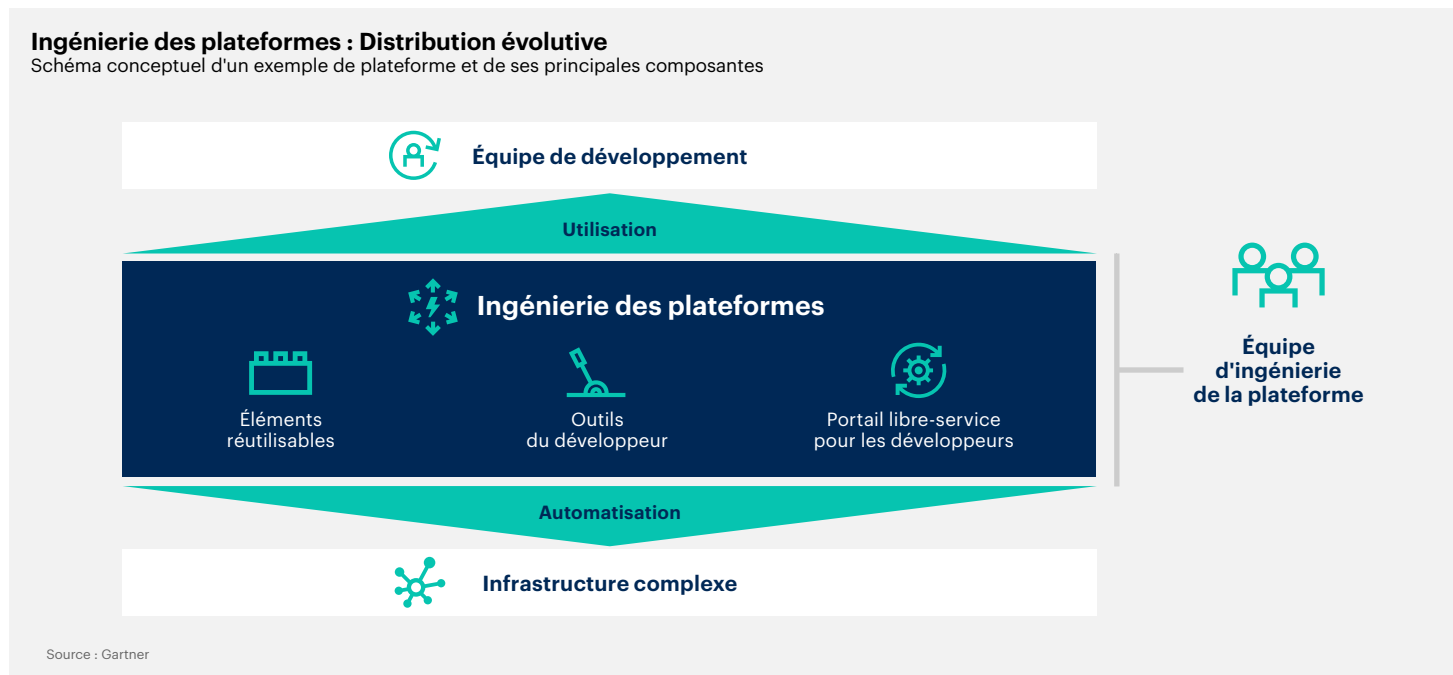 Ingénierie des plateformes : Distribution évolutive
Schéma conceptuel d'un exemple de plateforme et de ses principales composantes
Équipe de développement
Utilisation
Ingénierie des plateformes
Éléments
réutilisables
Outils
du développeur
Portail libre-service
pour les développeurs
Équipe
d'ingénierie
de la plateforme
Automatisation
Infrastructure complexe
Source : Gartner